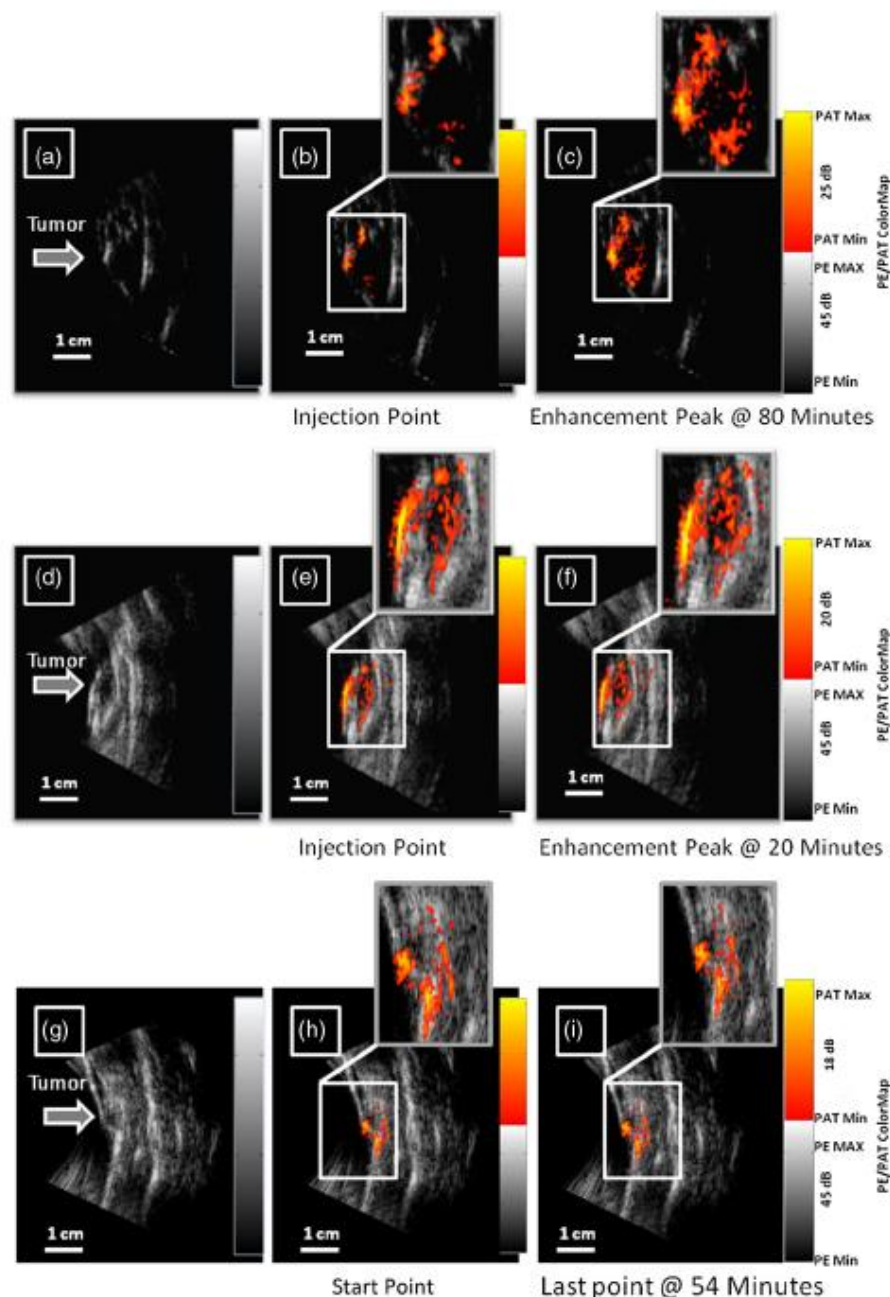 (a)
Tumor
1 cm
(b)
1 cm
(c)
1 cm
PAT Max
25 dB
PAT Min
PE MAX
45 dB
PE Min
PE/PAT ColorMap
Injection Point
Enhancement Peak @ 80 Minutes
(d)
Tumor
1 cm
(e)
1 cm
(f)
1 cm
PAT Max
20 dB
PAT Min
PE MAX
45 dB
PE Min
PE/PAT ColorMap
Injection Point
Enhancement Peak @ 20 Minutes
(g)
Tumor
1 cm
(h)
1 cm
(i)
1 cm
PAT Max
18 dB
PAT Min
PE MAX
45 dB
PE Min
PE/PAT ColorMap
Start Point
Last point @ 54 Minutes